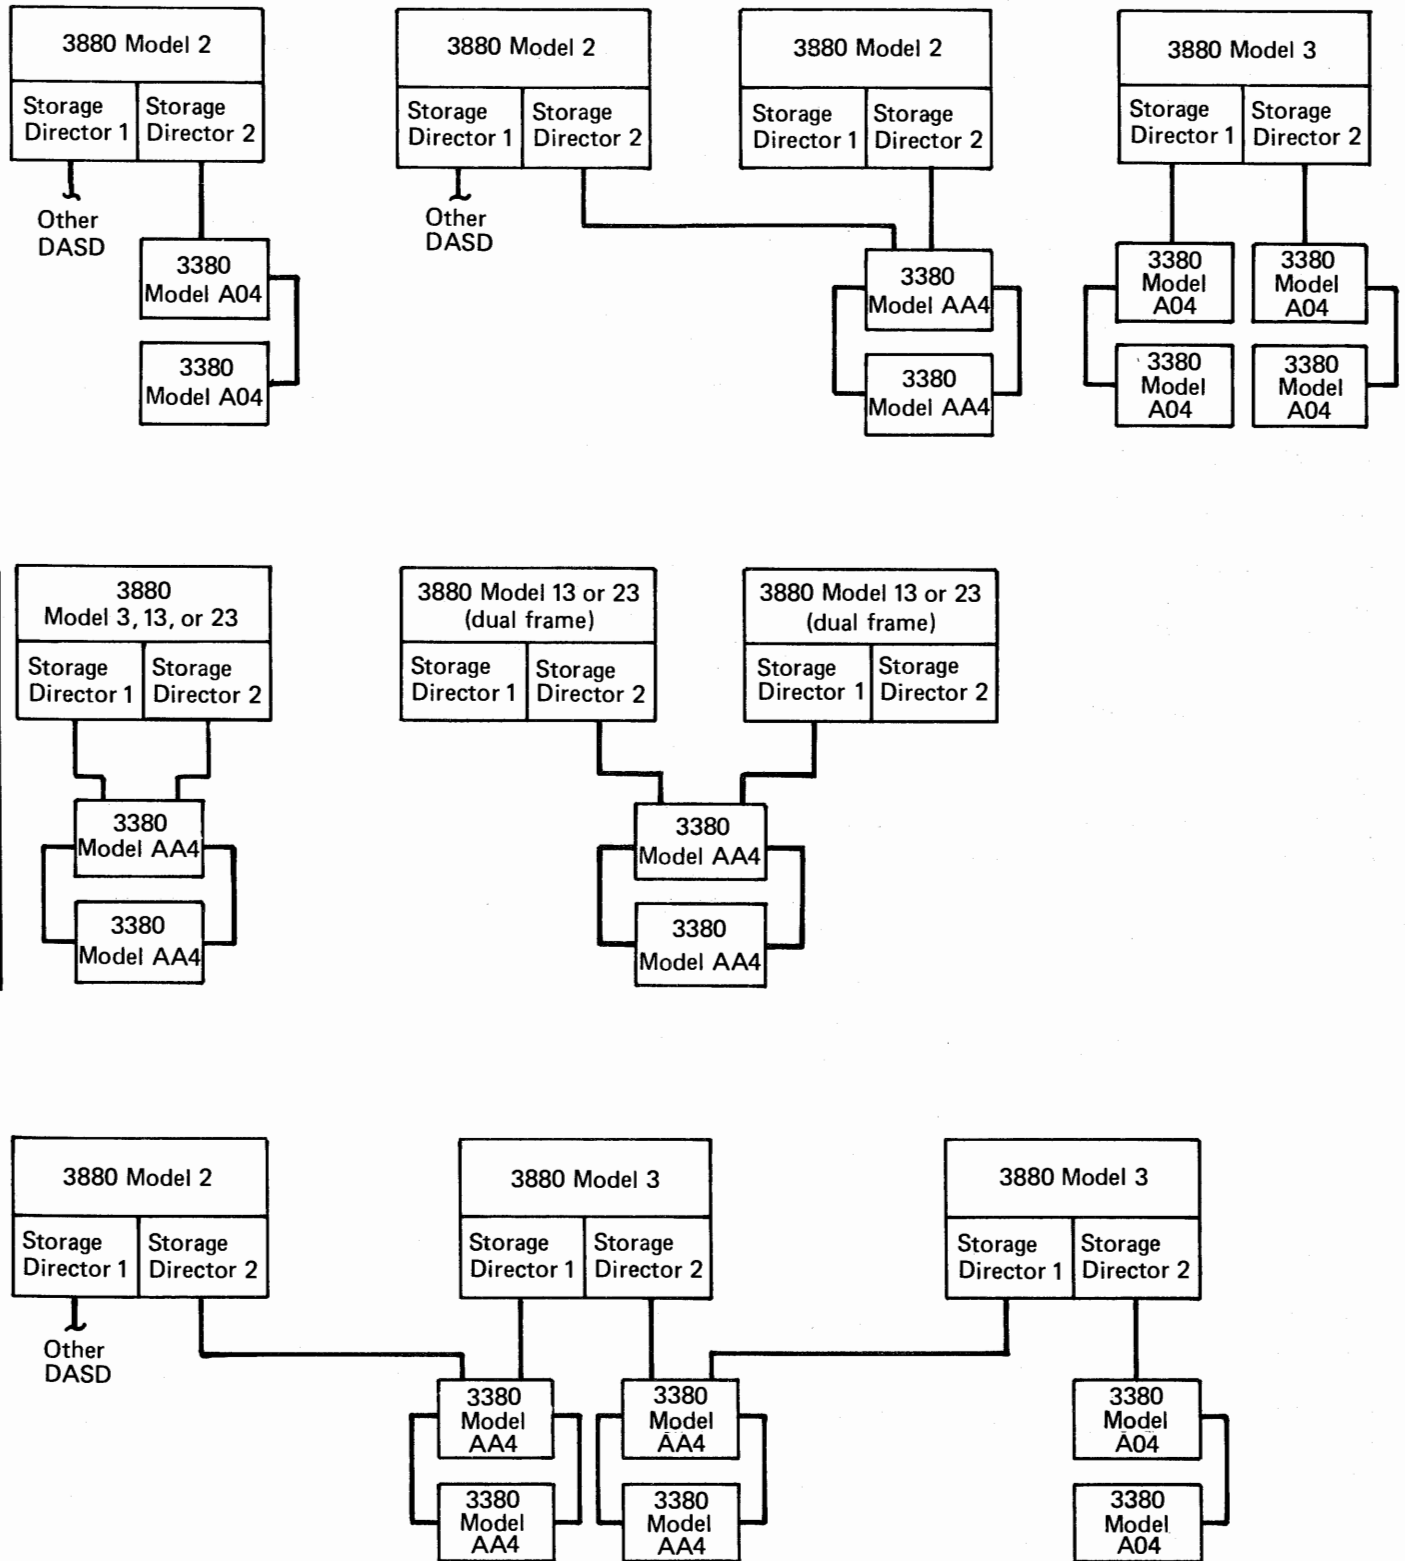 3880 Model 2
Storage
Director 1
Storage
Director 2
Other
DASD
3380
Model A04
3380
Model A04
3880 Model 2
Storage
Director 1
Storage
Director 2
Other
DASD
3880 Model 2
Storage
Director 1
Storage
Director 2
3380
Model AA4
3380
Model AA4
3880 Model 3
Storage
Director 1
Storage
Director 2
3380
Model
A04
3380
Model
A04
3380
Model
A04
3380
Model
A04
3880
Model 3, 13, or 23
Storage
Director 1
Storage
Director 2
3380
Model AA4
3380
Model AA4
3880 Model 13 or 23
(dual frame)
Storage
Director 1
Storage
Director 2
3880 Model 13 or 23
(dual frame)
Storage
Director 1
Storage
Director 2
3380
Model AA4
3380
Model AA4
3880 Model 2
Storage
Director 1
Storage
Director 2
Other
DASD
3880 Model 3
Storage
Director 1
Storage
Director 2
3380
Model
AA4
3380
Model
AA4
3380
Model
AA4
3380
Model
AA4
3880 Model 3
Storage
Director 1
Storage
Director 2
3380
Model
A04
3380
Model
A04